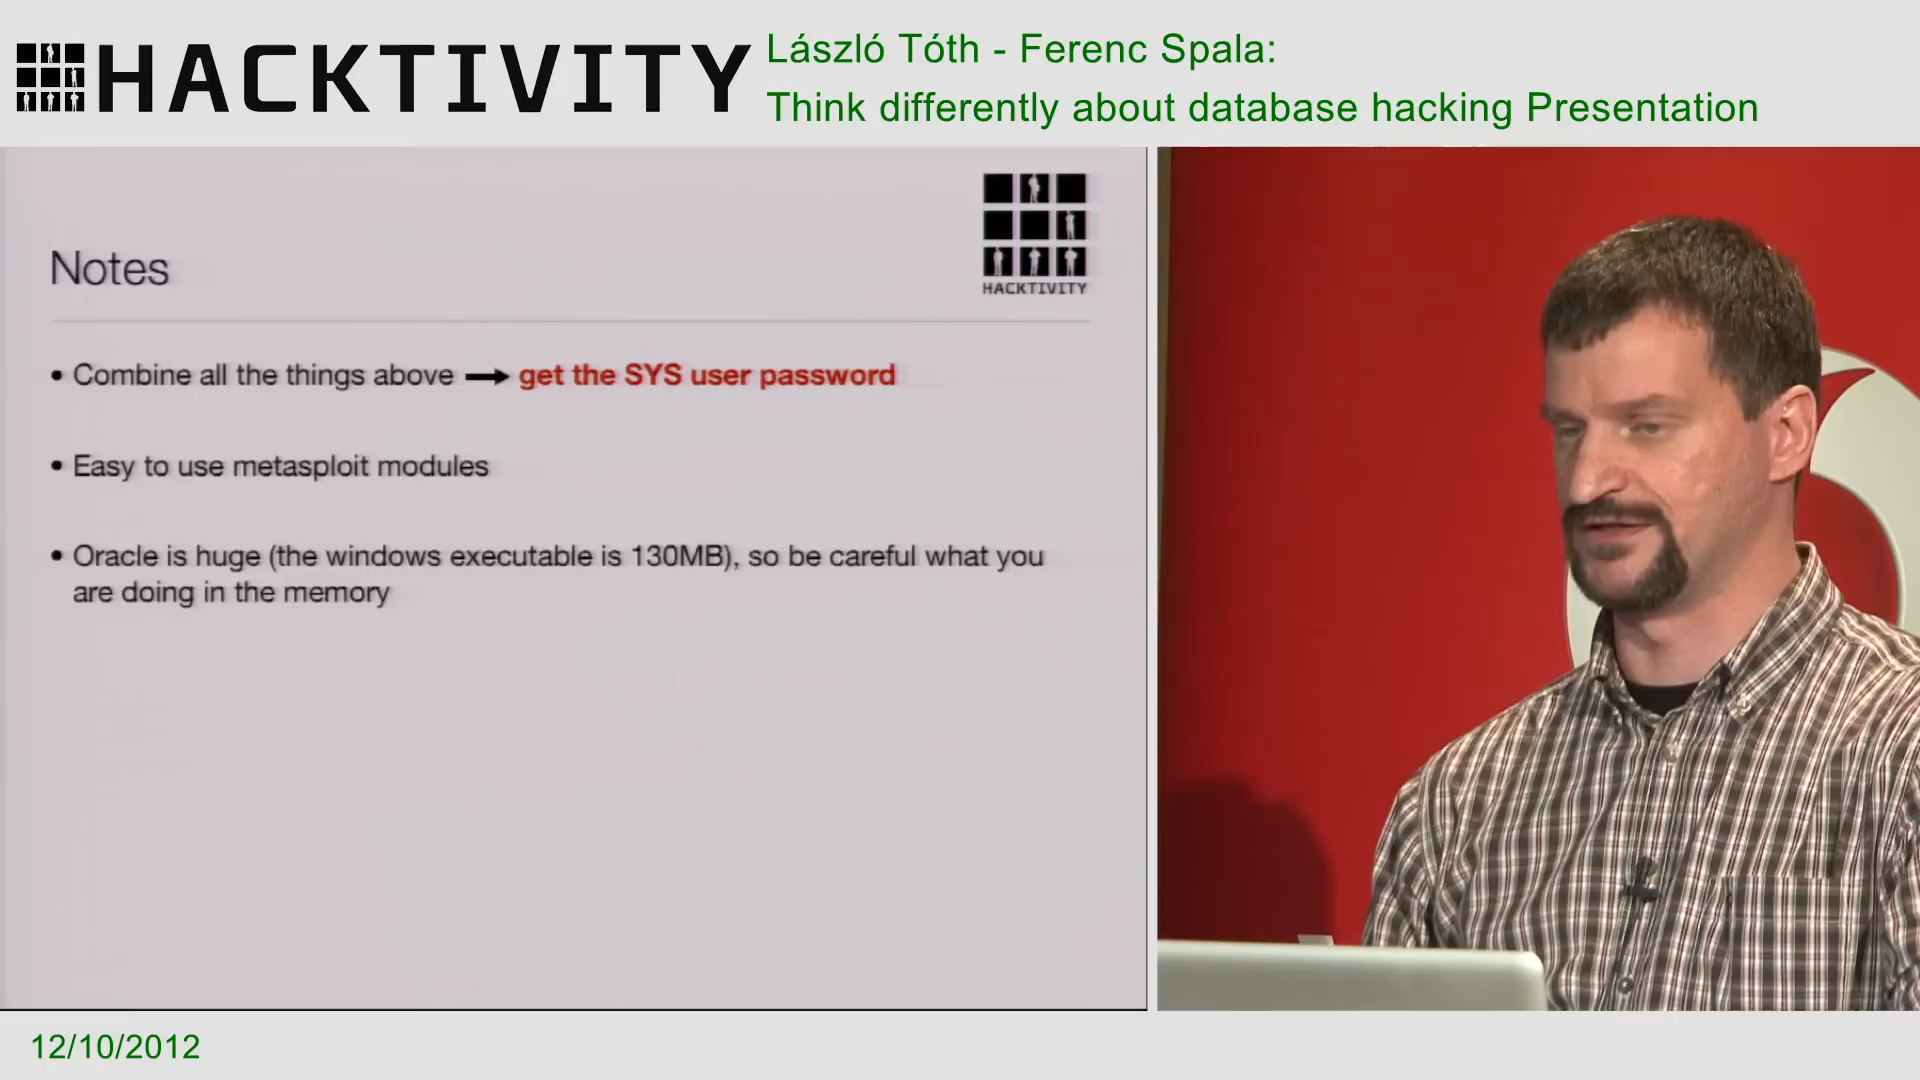 HACKTIVITY
László Tóth - Ferenc Spala:
Think differently about database hacking Presentation
HACKTIVITY
Notes
• Combine all the things above → get the SYS user password
• Easy to use metasploit modules
• Oracle is huge (the windows executable is 130MB), so be careful what you
are doing in the memory
12/10/2012